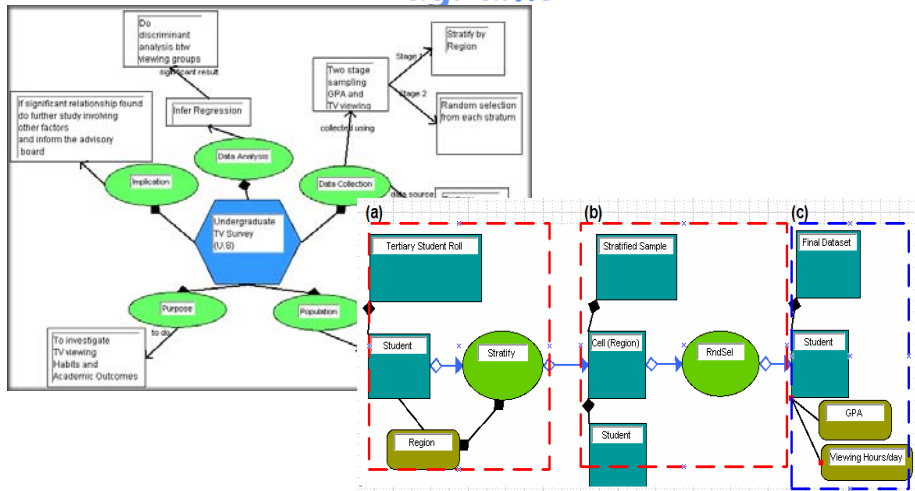 Do
discriminant
analysis btw
viewing groups
significant result
Stratify by
Region
Stage 1
Two stage
sampling
GPA and
TV viewing
Stage 2
Random selection
from each stratum
If significant relationship found
do further study involving
other factors
and inform the advisory
board
Infer Regression
collected using
Data Analysis
Implication
Data Collection
data source
Undergraduate
TV Survey
(U.S)
Purpose
Population
to do
To investigate
TV viewing
Habits and
Academic Outcomes
(a)
(b)
(c)
Tertiary Student Roll
Stratified Sample
Final Dataset
Student
Stratify
Cell (Region)
RndSel
Student
Region
Student
GPA
Viewing Hours/day